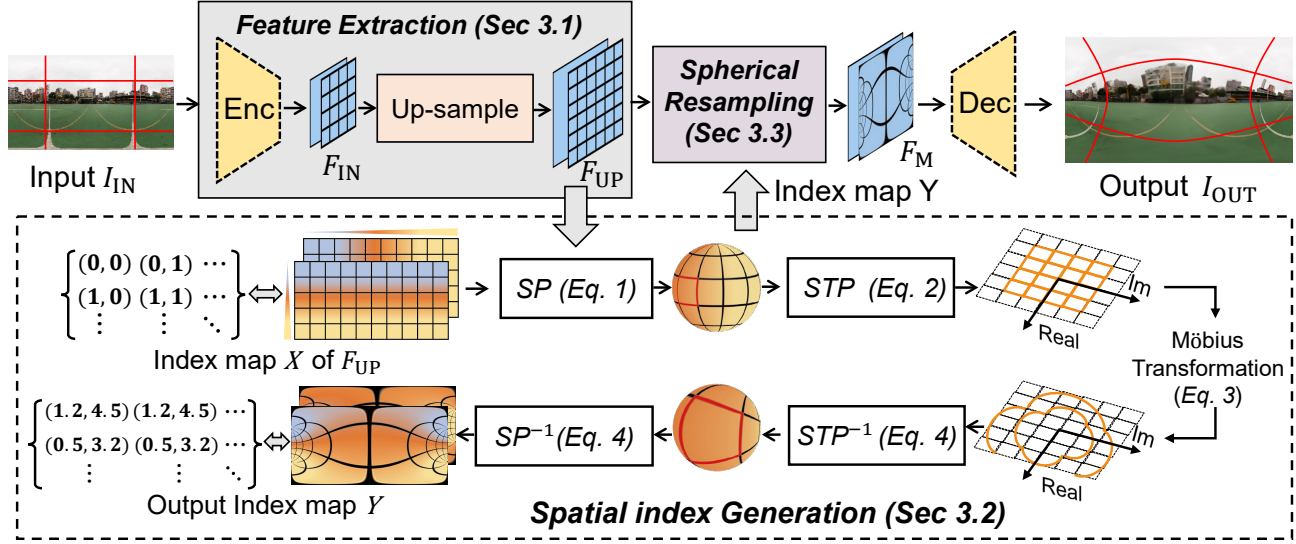 Feature Extraction (Sec 3.1)
Enc
Up-sample
F_IN
F_UP
Spherical
Resampling
(Sec 3.3)
F_M
Dec
Input I_IN
Index map Y
Output I_OUT
(0, 0) (0, 1) ⋯
(1, 0) (1, 1) ⋯
⋮ ⋮ ⋱
Index map X of F_UP
SP (Eq. 1)
STP (Eq. 2)
Im
Real
Möbius
Transformation
(Eq. 3)
(1.2, 4.5) (1.2, 4.5) ⋯
(0.5, 3.2) (0.5, 3.2) ⋯
⋮ ⋮ ⋱
Output Index map Y
SP⁻¹ (Eq. 4)
STP⁻¹ (Eq. 4)
Im
Real
Spatial index Generation (Sec 3.2)